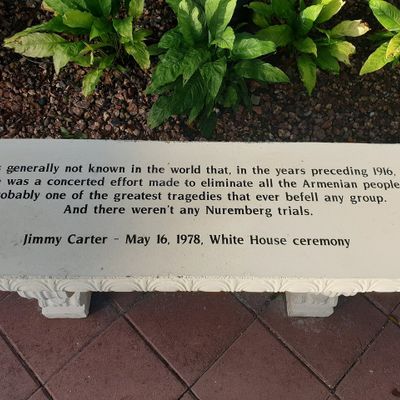 s generally not known in the world that, in the years preceding 1916,
e was a concerted effort made to eliminate all the Armenian people
obably one of the greatest tragedies that ever befell any group.
And there weren't any Nuremberg trials.
Jimmy Carter - May 16, 1978, White House ceremony